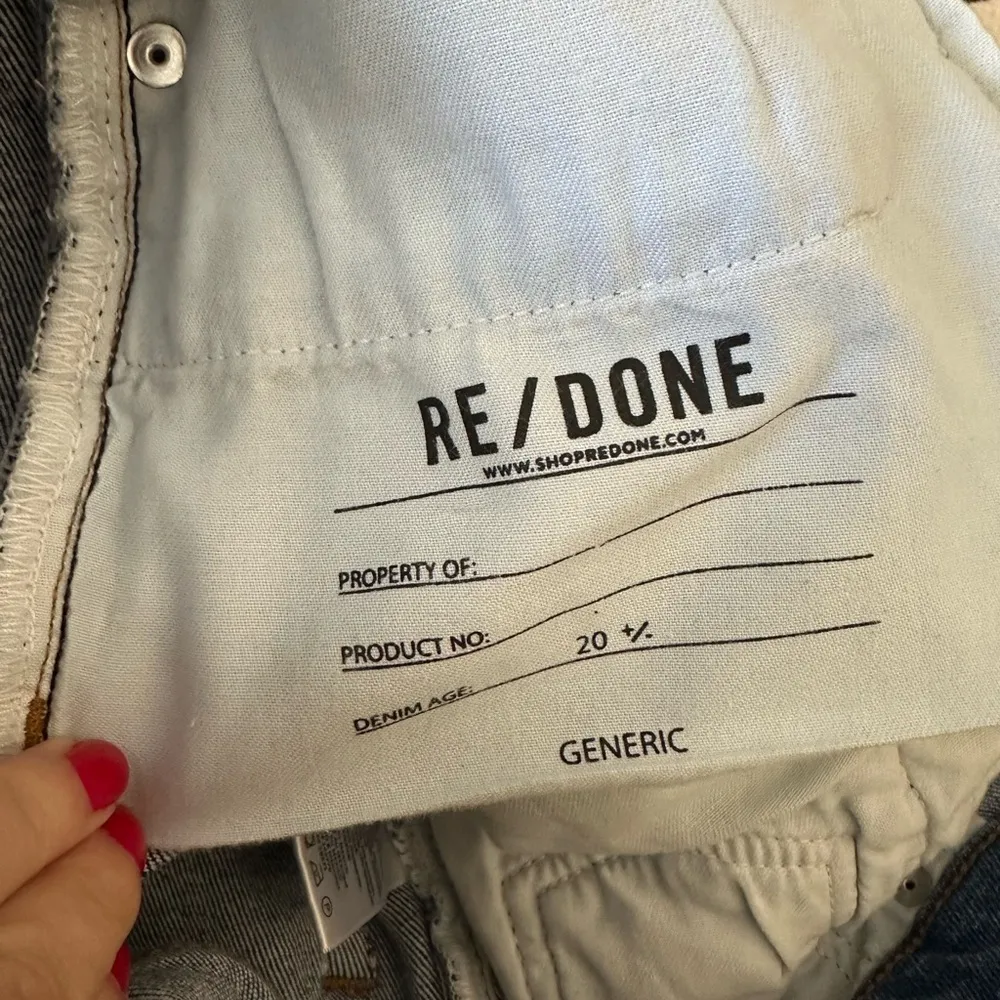 RE/DONE
WWW.SHOPREDONE.COM
PROPERTY OF:
PRODUCT NO:
DENIM AGE: 20 +/-
GENERIC